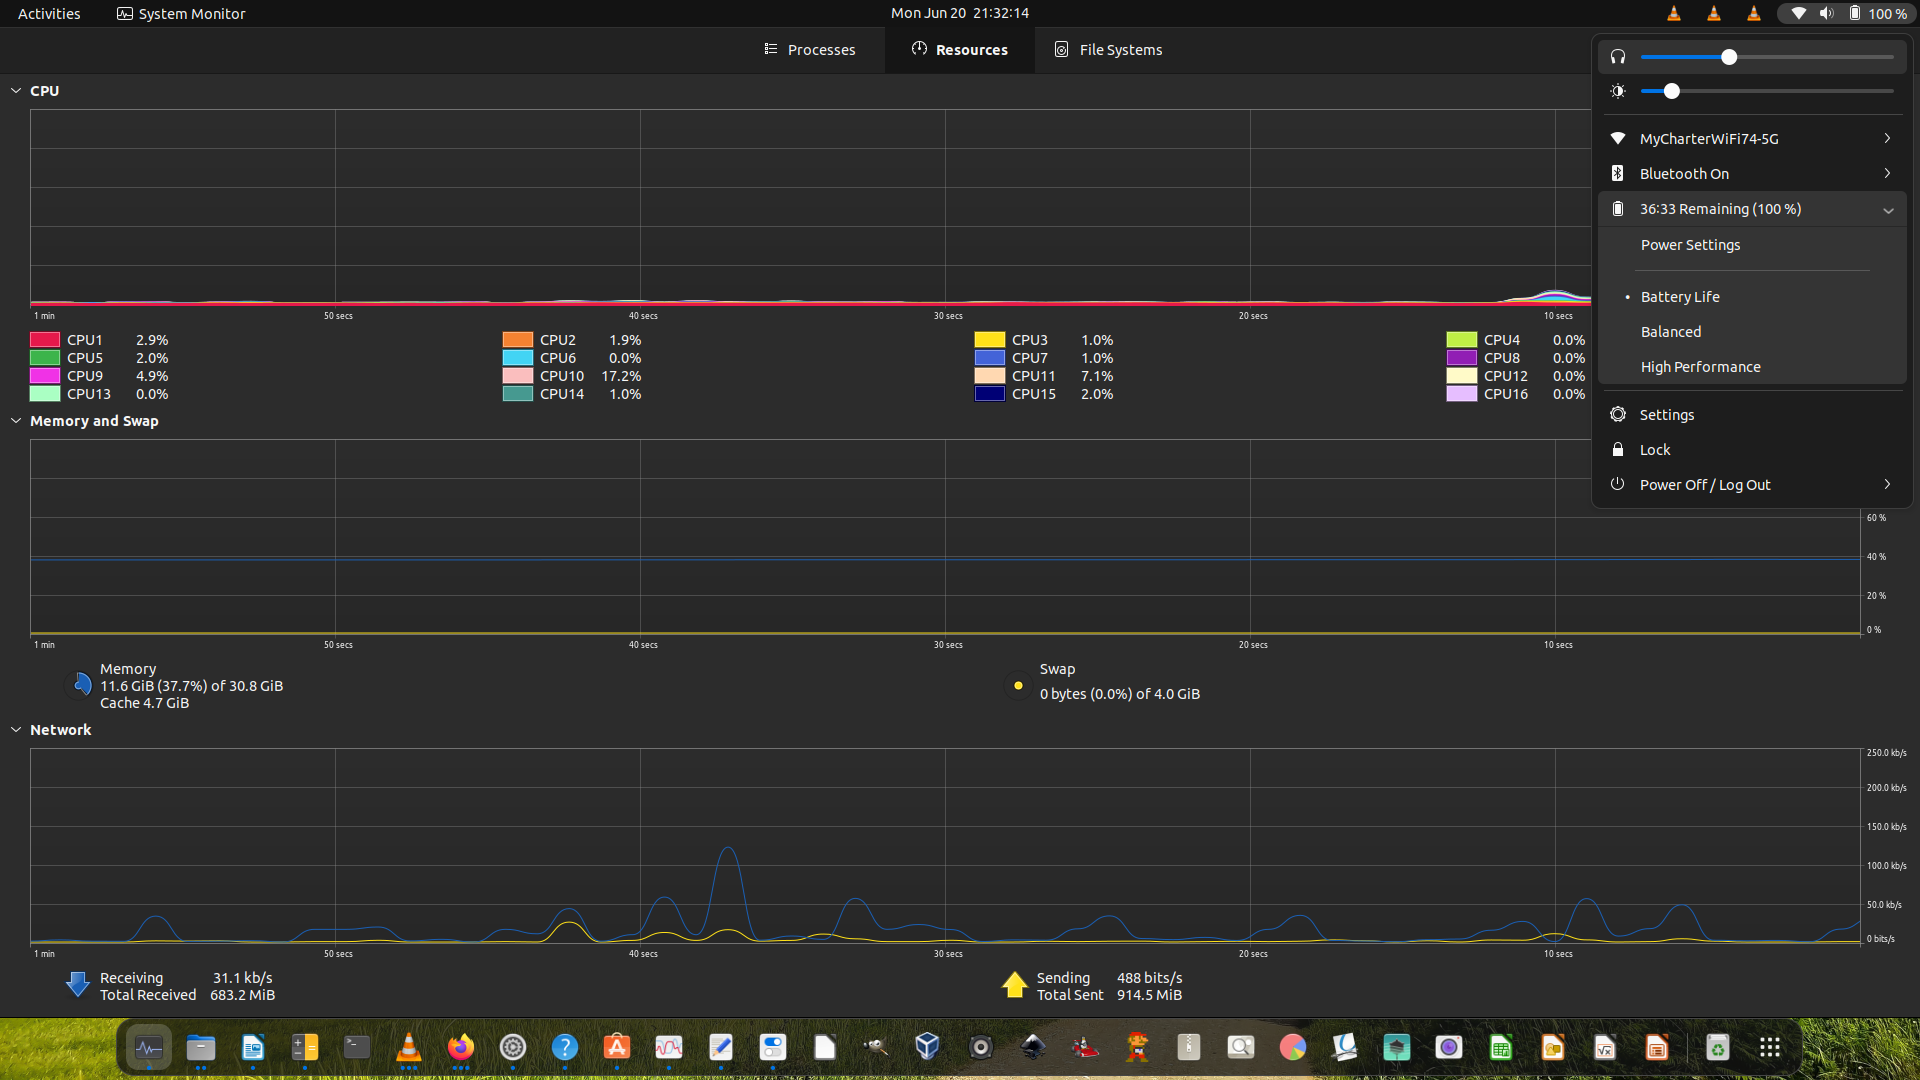 Activities
System Monitor
Mon Jun 20 21:32:14
100 %
Processes
Resources
File Systems
CPU
1 min
50 secs
40 secs
30 secs
20 secs
10 secs
CPU1 2.9%
CPU2 1.9%
CPU3 1.0%
CPU4 0.0%
CPU5 2.0%
CPU6 0.0%
CPU7 1.0%
CPU8 0.0%
CPU9 4.9%
CPU10 17.2%
CPU11 7.1%
CPU12 0.0%
CPU13 0.0%
CPU14 1.0%
CPU15 2.0%
CPU16 0.0%
MyCharterWiFi74-5G
Bluetooth On
36:33 Remaining (100 %)
Power Settings
• Battery Life
Balanced
High Performance
Settings
Lock
Power Off / Log Out
Memory and Swap
60 %
40 %
20 %
0 %
1 min
50 secs
40 secs
30 secs
20 secs
10 secs
Memory
11.6 GiB (37.7%) of 30.8 GiB
Cache 4.7 GiB
Swap
0 bytes (0.0%) of 4.0 GiB
Network
250.0 kb/s
200.0 kb/s
150.0 kb/s
100.0 kb/s
50.0 kb/s
0 bits/s
1 min
50 secs
40 secs
30 secs
20 secs
10 secs
Receiving 31.1 kb/s
Total Received 683.2 MiB
Sending 488 bits/s
Total Sent 914.5 MiB